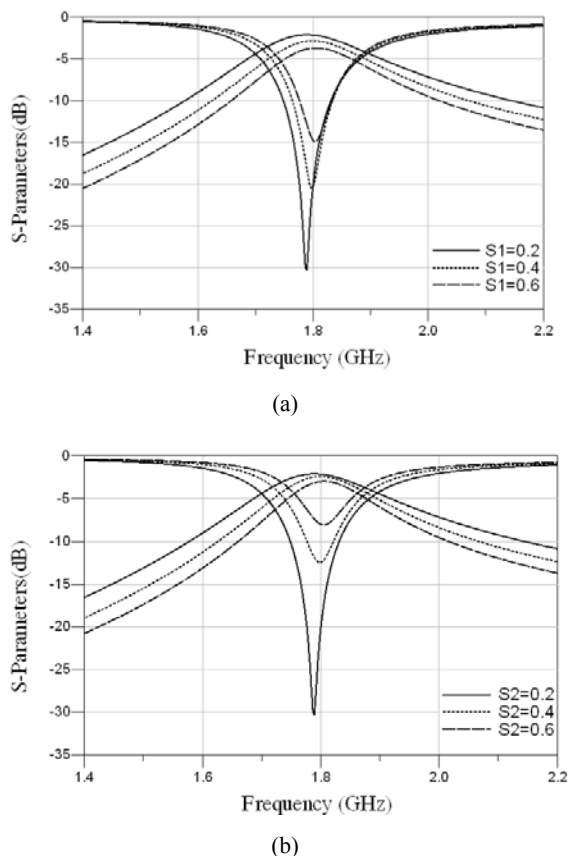 0
-5
-10
-15
-20
-25
-30
-35
S-Parameters(dB)
S1=0.2
S1=0.4
S1=0.6
1.4 1.6 1.8 2.0 2.2
Frequency (GHz)
(a)
0
-5
-10
-15
-20
-25
-30
-35
S-Parameters(dB)
S2=0.2
S2=0.4
S2=0.6
1.4 1.6 1.8 2.0 2.2
Frequency (GHz)
(b)